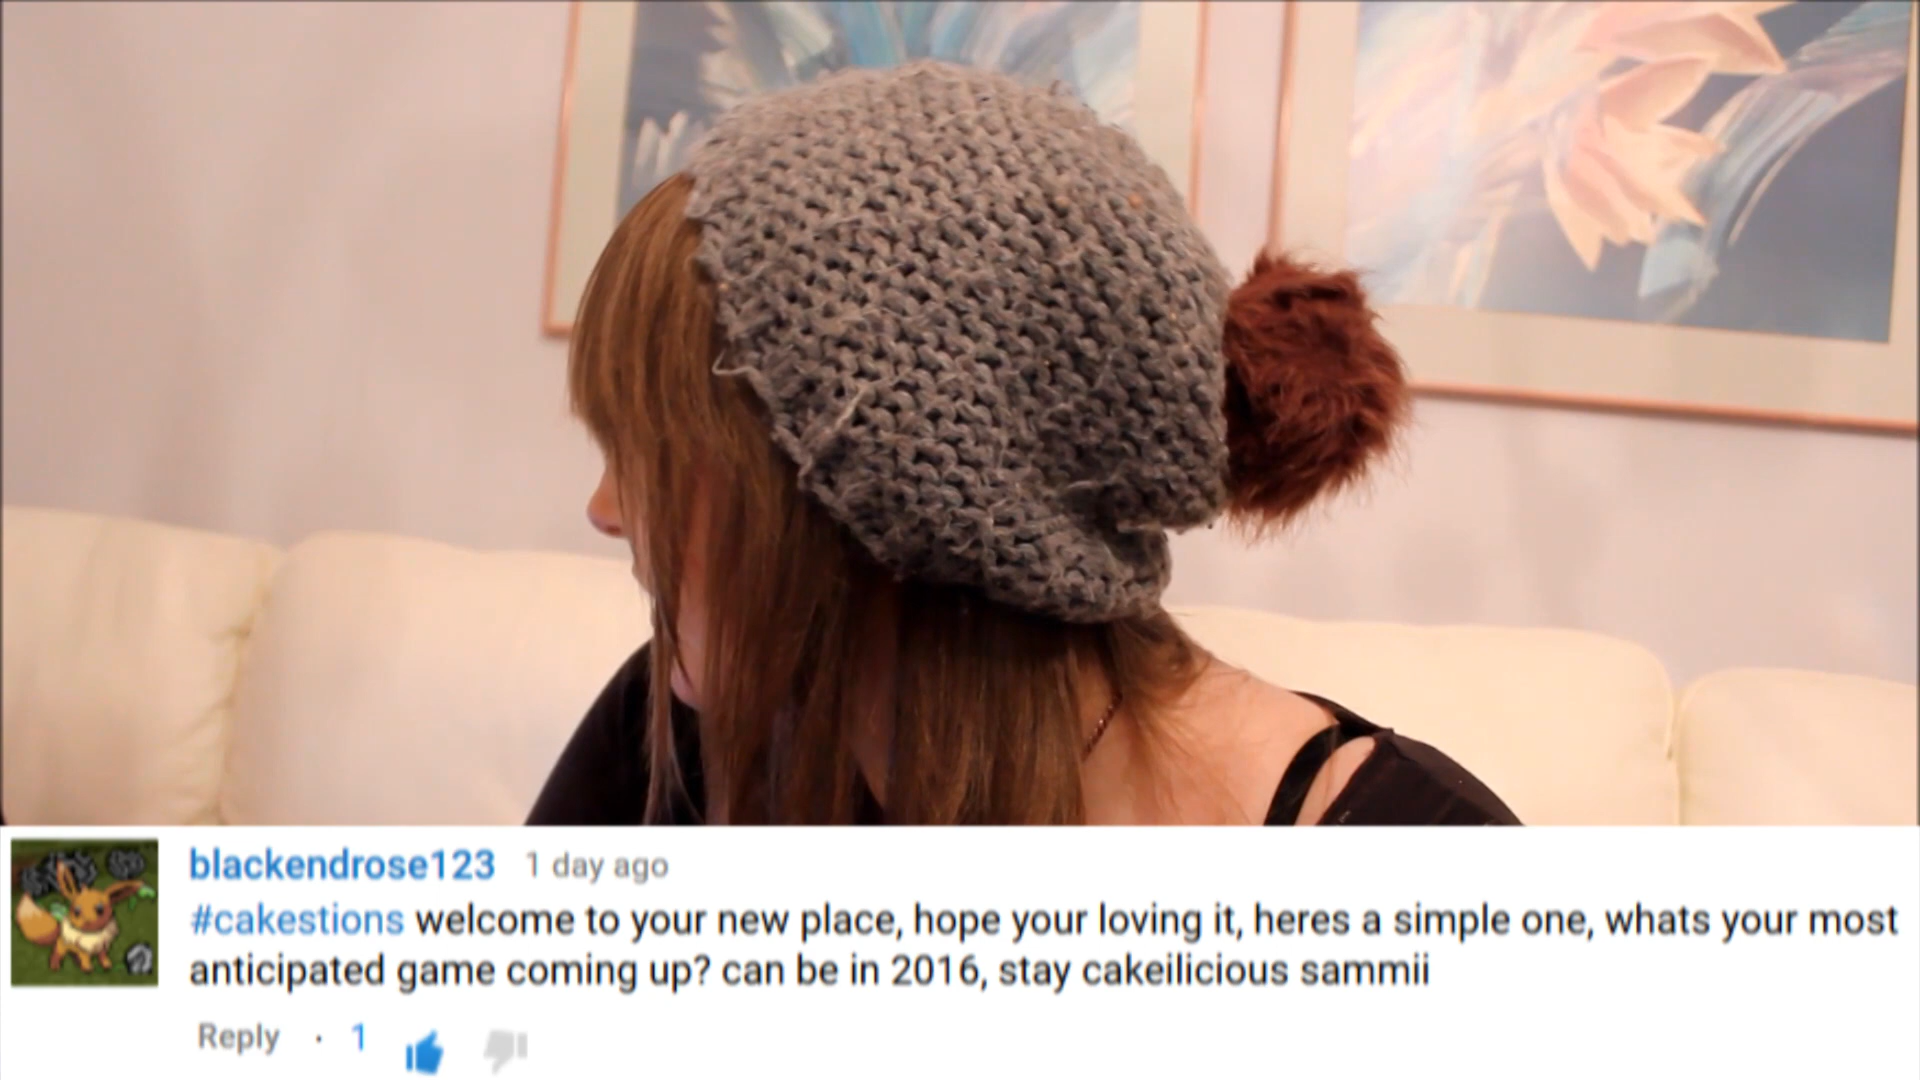 blackendrose123 1 day ago
#cakestions welcome to your new place, hope your loving it, heres a simple one, whats your most
anticipated game coming up? can be in 2016, stay cakeilicious sammii
Reply · 1